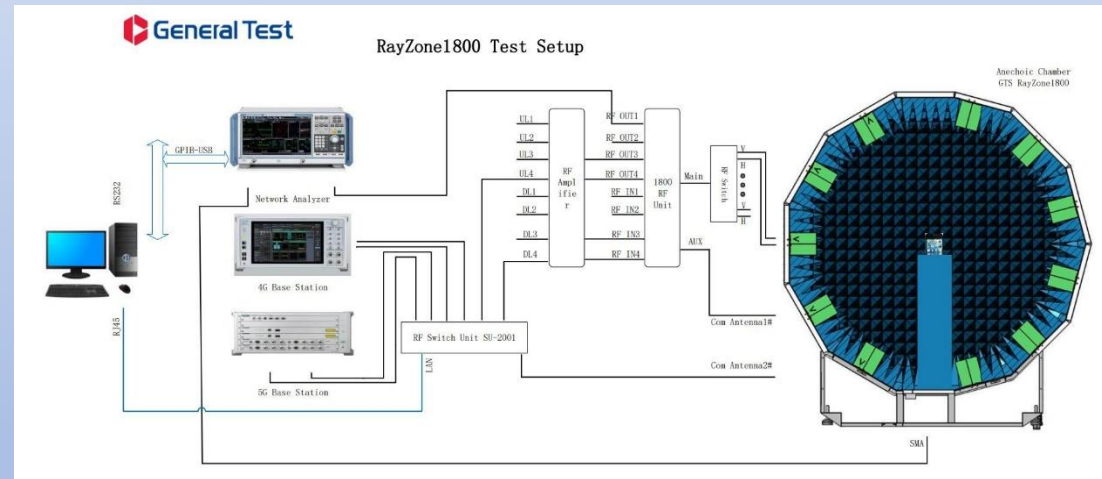 General Test
RayZone1800 Test Setup
Anechoic Chamber
GTS RayZone1800
GPIB-USB
RS232
Network Analyzer
4G Base Station
5G Base Station
RJ45
LAN
RF Switch Unit SU-2001
UL1
UL2
UL3
UL4
DL1
DL2
DL3
DL4
RF
Ampl
ifie
r
RF OUT1
RF OUT2
RF OUT3
RF OUT4
RF IN1
RF IN2
RF IN3
RF IN4
1800
RF
Unit
Main
AUX
RF Switch
V
H
V
H
Com Antenna1#
Com Antenna2#
SMA